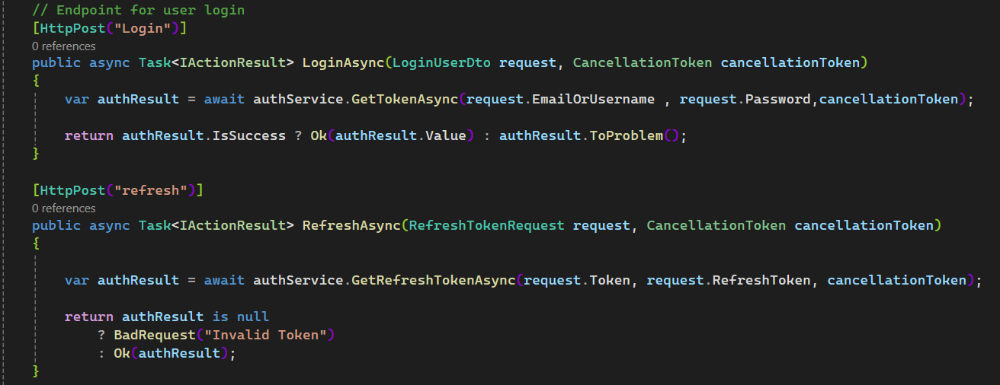 // Endpoint for user login
[HttpPost("Login")]
0 references
public async Task<IActionResult> LoginAsync(LoginUserDto request, CancellationToken cancellationToken)
{
var authResult = await authService.GetTokenAsync(request.EmailOrUsername , request.Password,cancellationToken);
return authResult.IsSuccess ? Ok(authResult.Value) : authResult.ToProblem();
}
[HttpPost("refresh")]
0 references
public async Task<IActionResult> RefreshAsync(RefreshTokenRequest request, CancellationToken cancellationToken)
{
var authResult = await authService.GetRefreshTokenAsync(request.Token, request.RefreshToken, cancellationToken);
return authResult is null
? BadRequest("Invalid Token")
: Ok(authResult);
}